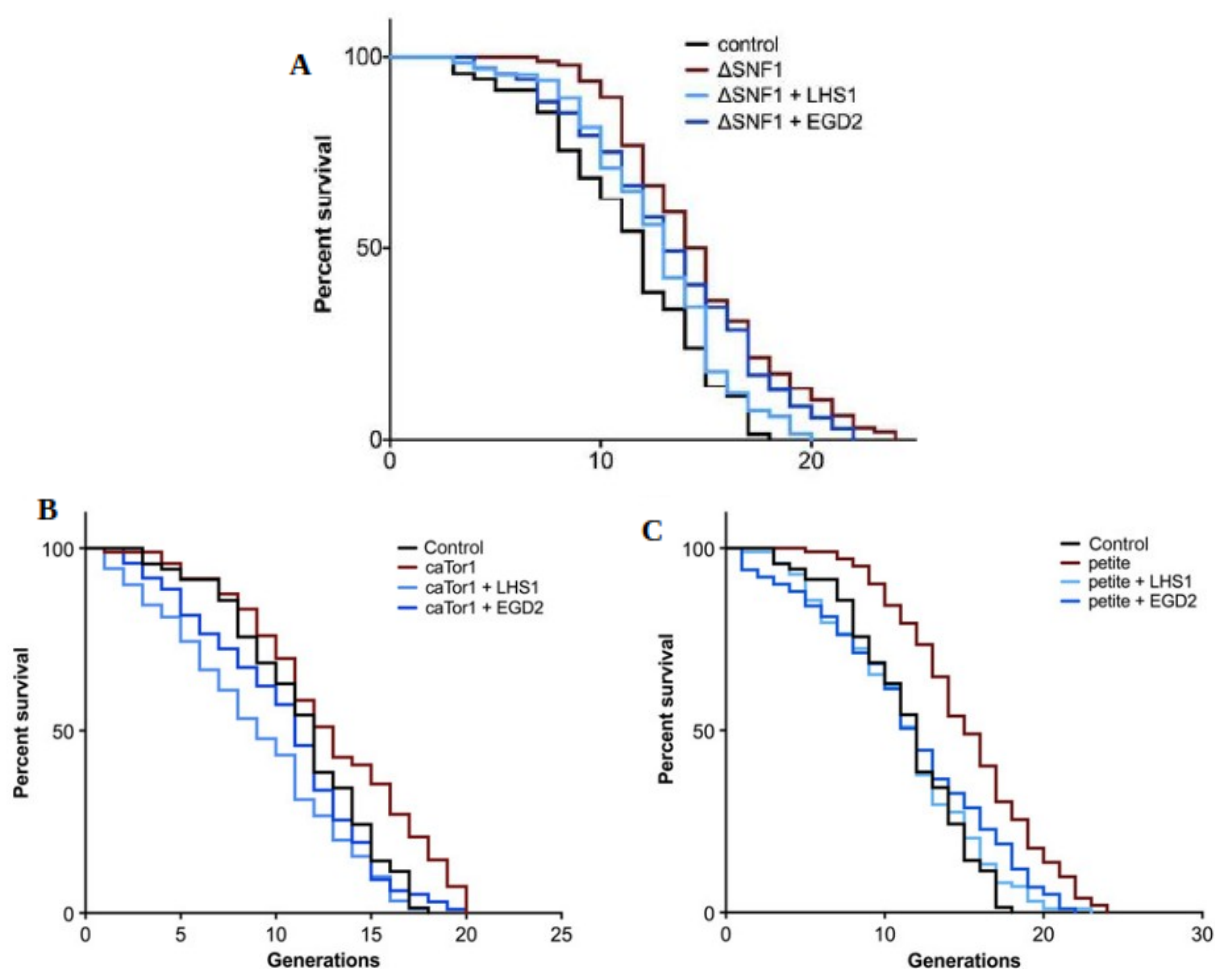 A
Percent survival
100
50
0
0 10 20
control
ΔSNF1
ΔSNF1 + LHS1
ΔSNF1 + EGD2
B
Percent survival
100
50
0
0 5 10 15 20 25
Generations
Control
caTor1
caTor1 + LHS1
caTor1 + EGD2
C
Percent survival
100
50
0
0 10 20 30
Generations
Control
petite
petite + LHS1
petite + EGD2